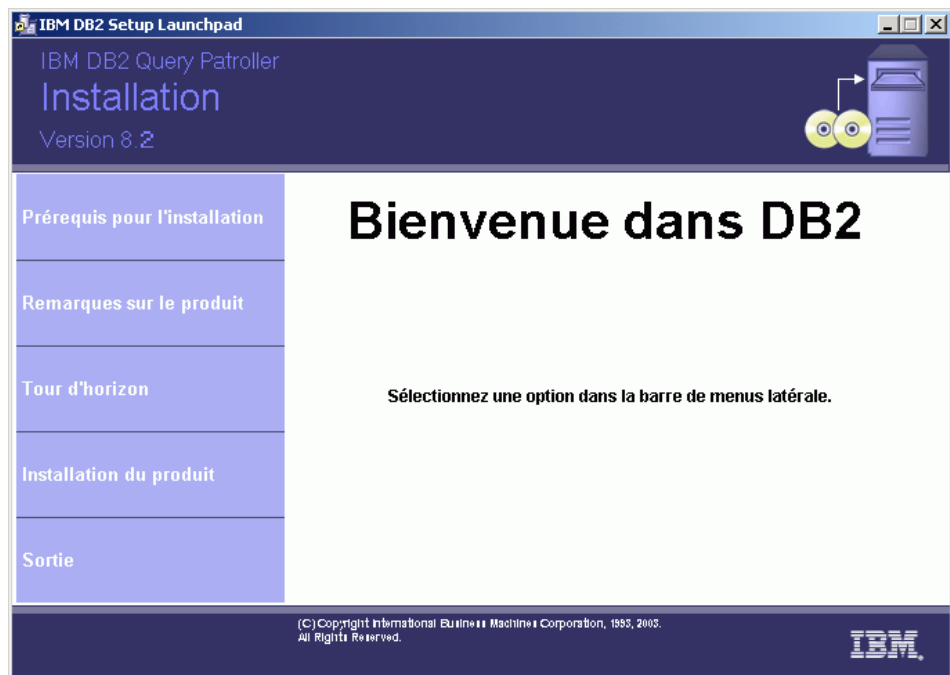 IBM DB2 Setup Launchpad
IBM DB2 Query Patroller
Installation
Version 8.2
Prérequis pour l'installation
Remarques sur le produit
Tour d'horizon
Installation du produit
Sortie
Bienvenue dans DB2
Sélectionnez une option dans la barre de menus latérale.
(C) Copyright International Business Machines Corporation, 1993, 2003.
All Rights Reserved.
IBM.